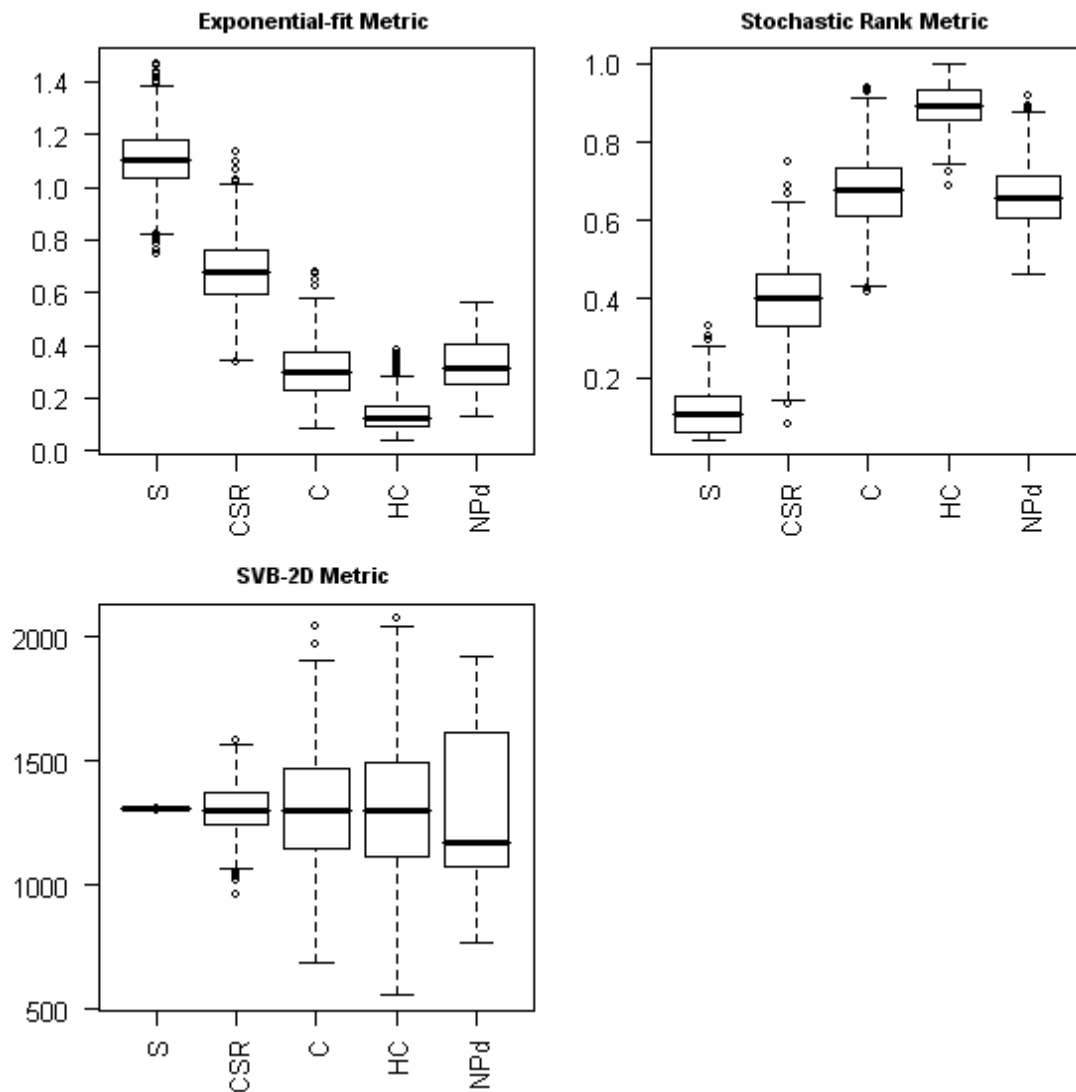 Exponential-fit Metric
1.4
1.2
1.0
0.8
0.6
0.4
0.2
0.0
S
CSR
C
HC
NPd
Stochastic Rank Metric
1.0
0.8
0.6
0.4
0.2
S
CSR
C
HC
NPd
SVB-2D Metric
2000
1500
1000
500
S
CSR
C
HC
NPd